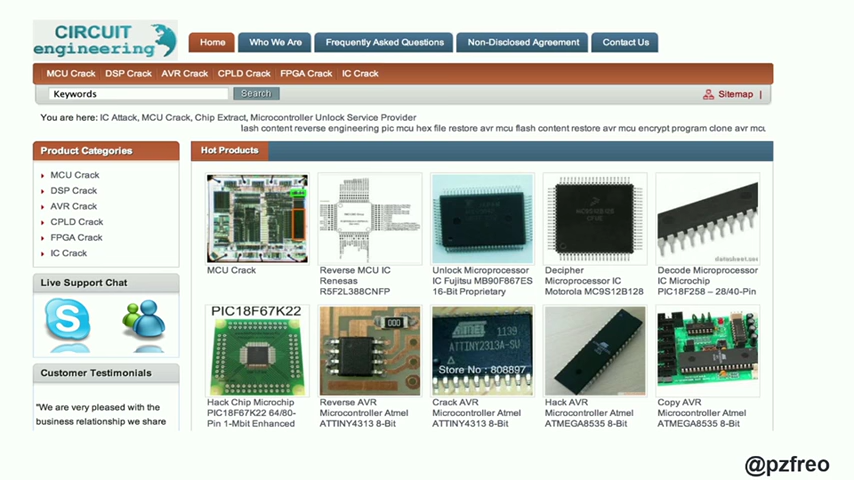 CIRCUIT
engineering
Home
Who We Are
Frequently Asked Questions
Non-Disclosed Agreement
Contact Us
MCU Crack
DSP Crack
AVR Crack
CPLD Crack
FPGA Crack
IC Crack
Keywords
Search
Sitemap |
You are here: IC Attack, MCU Crack, Chip Extract, Microcontroller Unlock Service Provider
lash content reverse engineering pic mcu hex file restore avr mcu flash content restore avr mcu encrypt program clone avr mcu
Product Categories
MCU Crack
DSP Crack
AVR Crack
CPLD Crack
FPGA Crack
IC Crack
Live Support Chat
Customer Testimonials
"We are very pleased with the
business relationship we share
Hot Products
MCU Crack
Reverse MCU IC
Renesas
R5F2L388CNFP
JAPAN
Unlock Microprocessor
IC Fujitsu MB90F867ES
16-Bit Proprietary
MC9S12B128
Decipher
Microprocessor IC
Motorola MC9S12B128
datasheet
Decode Microprocessor
IC Microchip
PIC18F258 – 28/40-Pin
PIC18F67K22
Hack Chip Microchip
PIC18F67K22 64/80-
Pin 1-Mbit Enhanced
Reverse AVR
Microcontroller Atmel
ATTINY4313 8-Bit
ATMEL 1139
ATTINY2313A-SU
Store No : 808897
Crack AVR
Microcontroller Atmel
ATTINY4313 8-Bit
Hack AVR
Microcontroller Atmel
ATMEGA8535 8-Bit
Copy AVR
Microcontroller Atmel
ATMEGA8535 8-Bit
@pzfreo